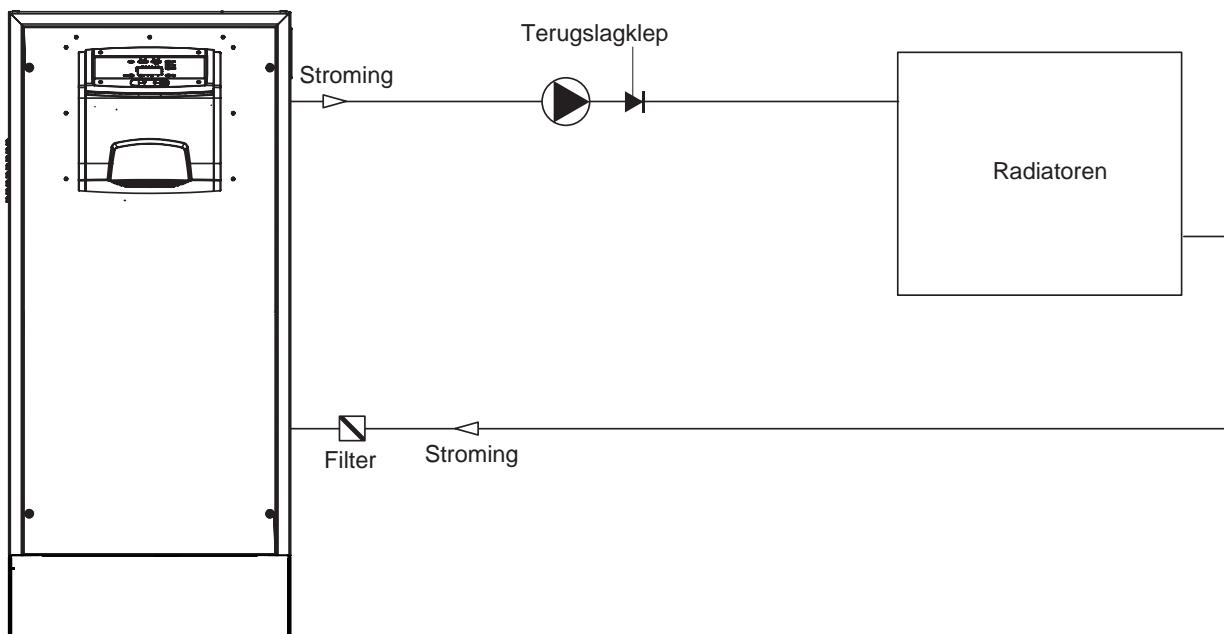 Terugslagklep
Stroming
Radiatoren
Filter
Stroming